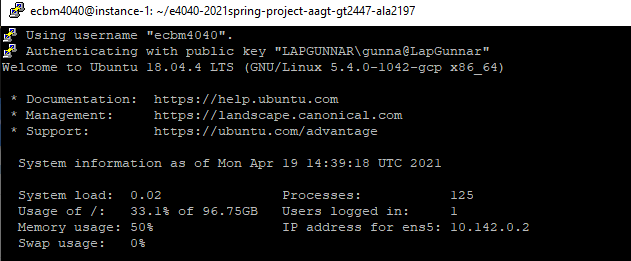 ecbm4040@instance-1: ~/e4040-2021spring-project-aagt-gt2447-ala2197
Using username "ecbm4040".
Authenticating with public key "LAPGUNNAR\gunna@LapGunnar"
Welcome to Ubuntu 18.04.4 LTS (GNU/Linux 5.4.0-1042-gcp x86_64)
* Documentation:  https://help.ubuntu.com
* Management:     https://landscape.canonical.com
* Support:        https://ubuntu.com/advantage
System information as of Mon Apr 19 14:39:18 UTC 2021
System load:  0.02              Processes:           125
Usage of /:   33.1% of 96.75GB   Users logged in:     1
Memory usage: 50%               IP address for ens5: 10.142.0.2
Swap usage:   0%